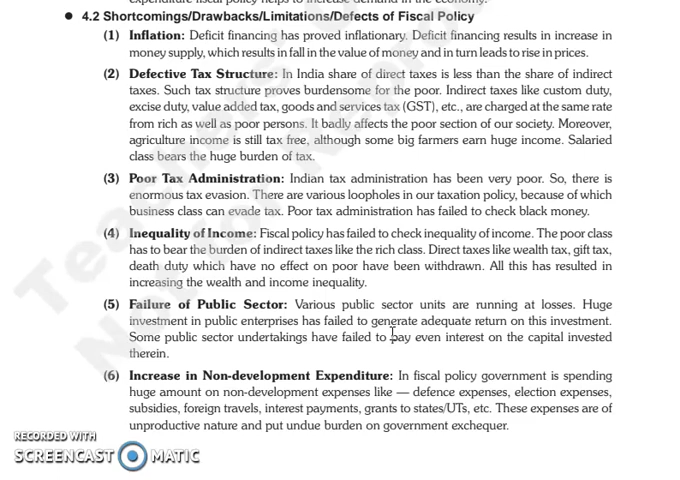 expenditure fiscal policy helps to increase demand in the economy.
● 4.2 Shortcomings/Drawbacks/Limitations/Defects of Fiscal Policy
(1) Inflation: Deficit financing has proved inflationary. Deficit financing results in increase in
money supply, which results in fall in the value of money and in turn leads to rise in prices.
(2) Defective Tax Structure: In India share of direct taxes is less than the share of indirect
taxes. Such tax structure proves burdensome for the poor. Indirect taxes like custom duty,
excise duty, value added tax, goods and services tax (GST), etc., are charged at the same rate
from rich as well as poor persons. It badly affects the poor section of our society. Moreover,
agriculture income is still tax free, although some big farmers earn huge income. Salaried
class bears the huge burden of tax.
(3) Poor Tax Administration: Indian tax administration has been very poor. So, there is
enormous tax evasion. There are various loopholes in our taxation policy, because of which
business class can evade tax. Poor tax administration has failed to check black money.
(4) Inequality of Income: Fiscal policy has failed to check inequality of income. The poor class
has to bear the burden of indirect taxes like the rich class. Direct taxes like wealth tax, gift tax,
death duty which have no effect on poor have been withdrawn. All this has resulted in
increasing the wealth and income inequality.
(5) Failure of Public Sector: Various public sector units are running at losses. Huge
investment in public enterprises has failed to generate adequate return on this investment.
Some public sector undertakings have failed to pay even interest on the capital invested
therein.
(6) Increase in Non-development Expenditure: In fiscal policy government is spending
huge amount on non-development expenses like — defence expenses, election expenses,
subsidies, foreign travels, interest payments, grants to states/UTs, etc. These expenses are of
unproductive nature and put undue burden on government exchequer.
RECORDED WITH
SCREENCAST MATIC